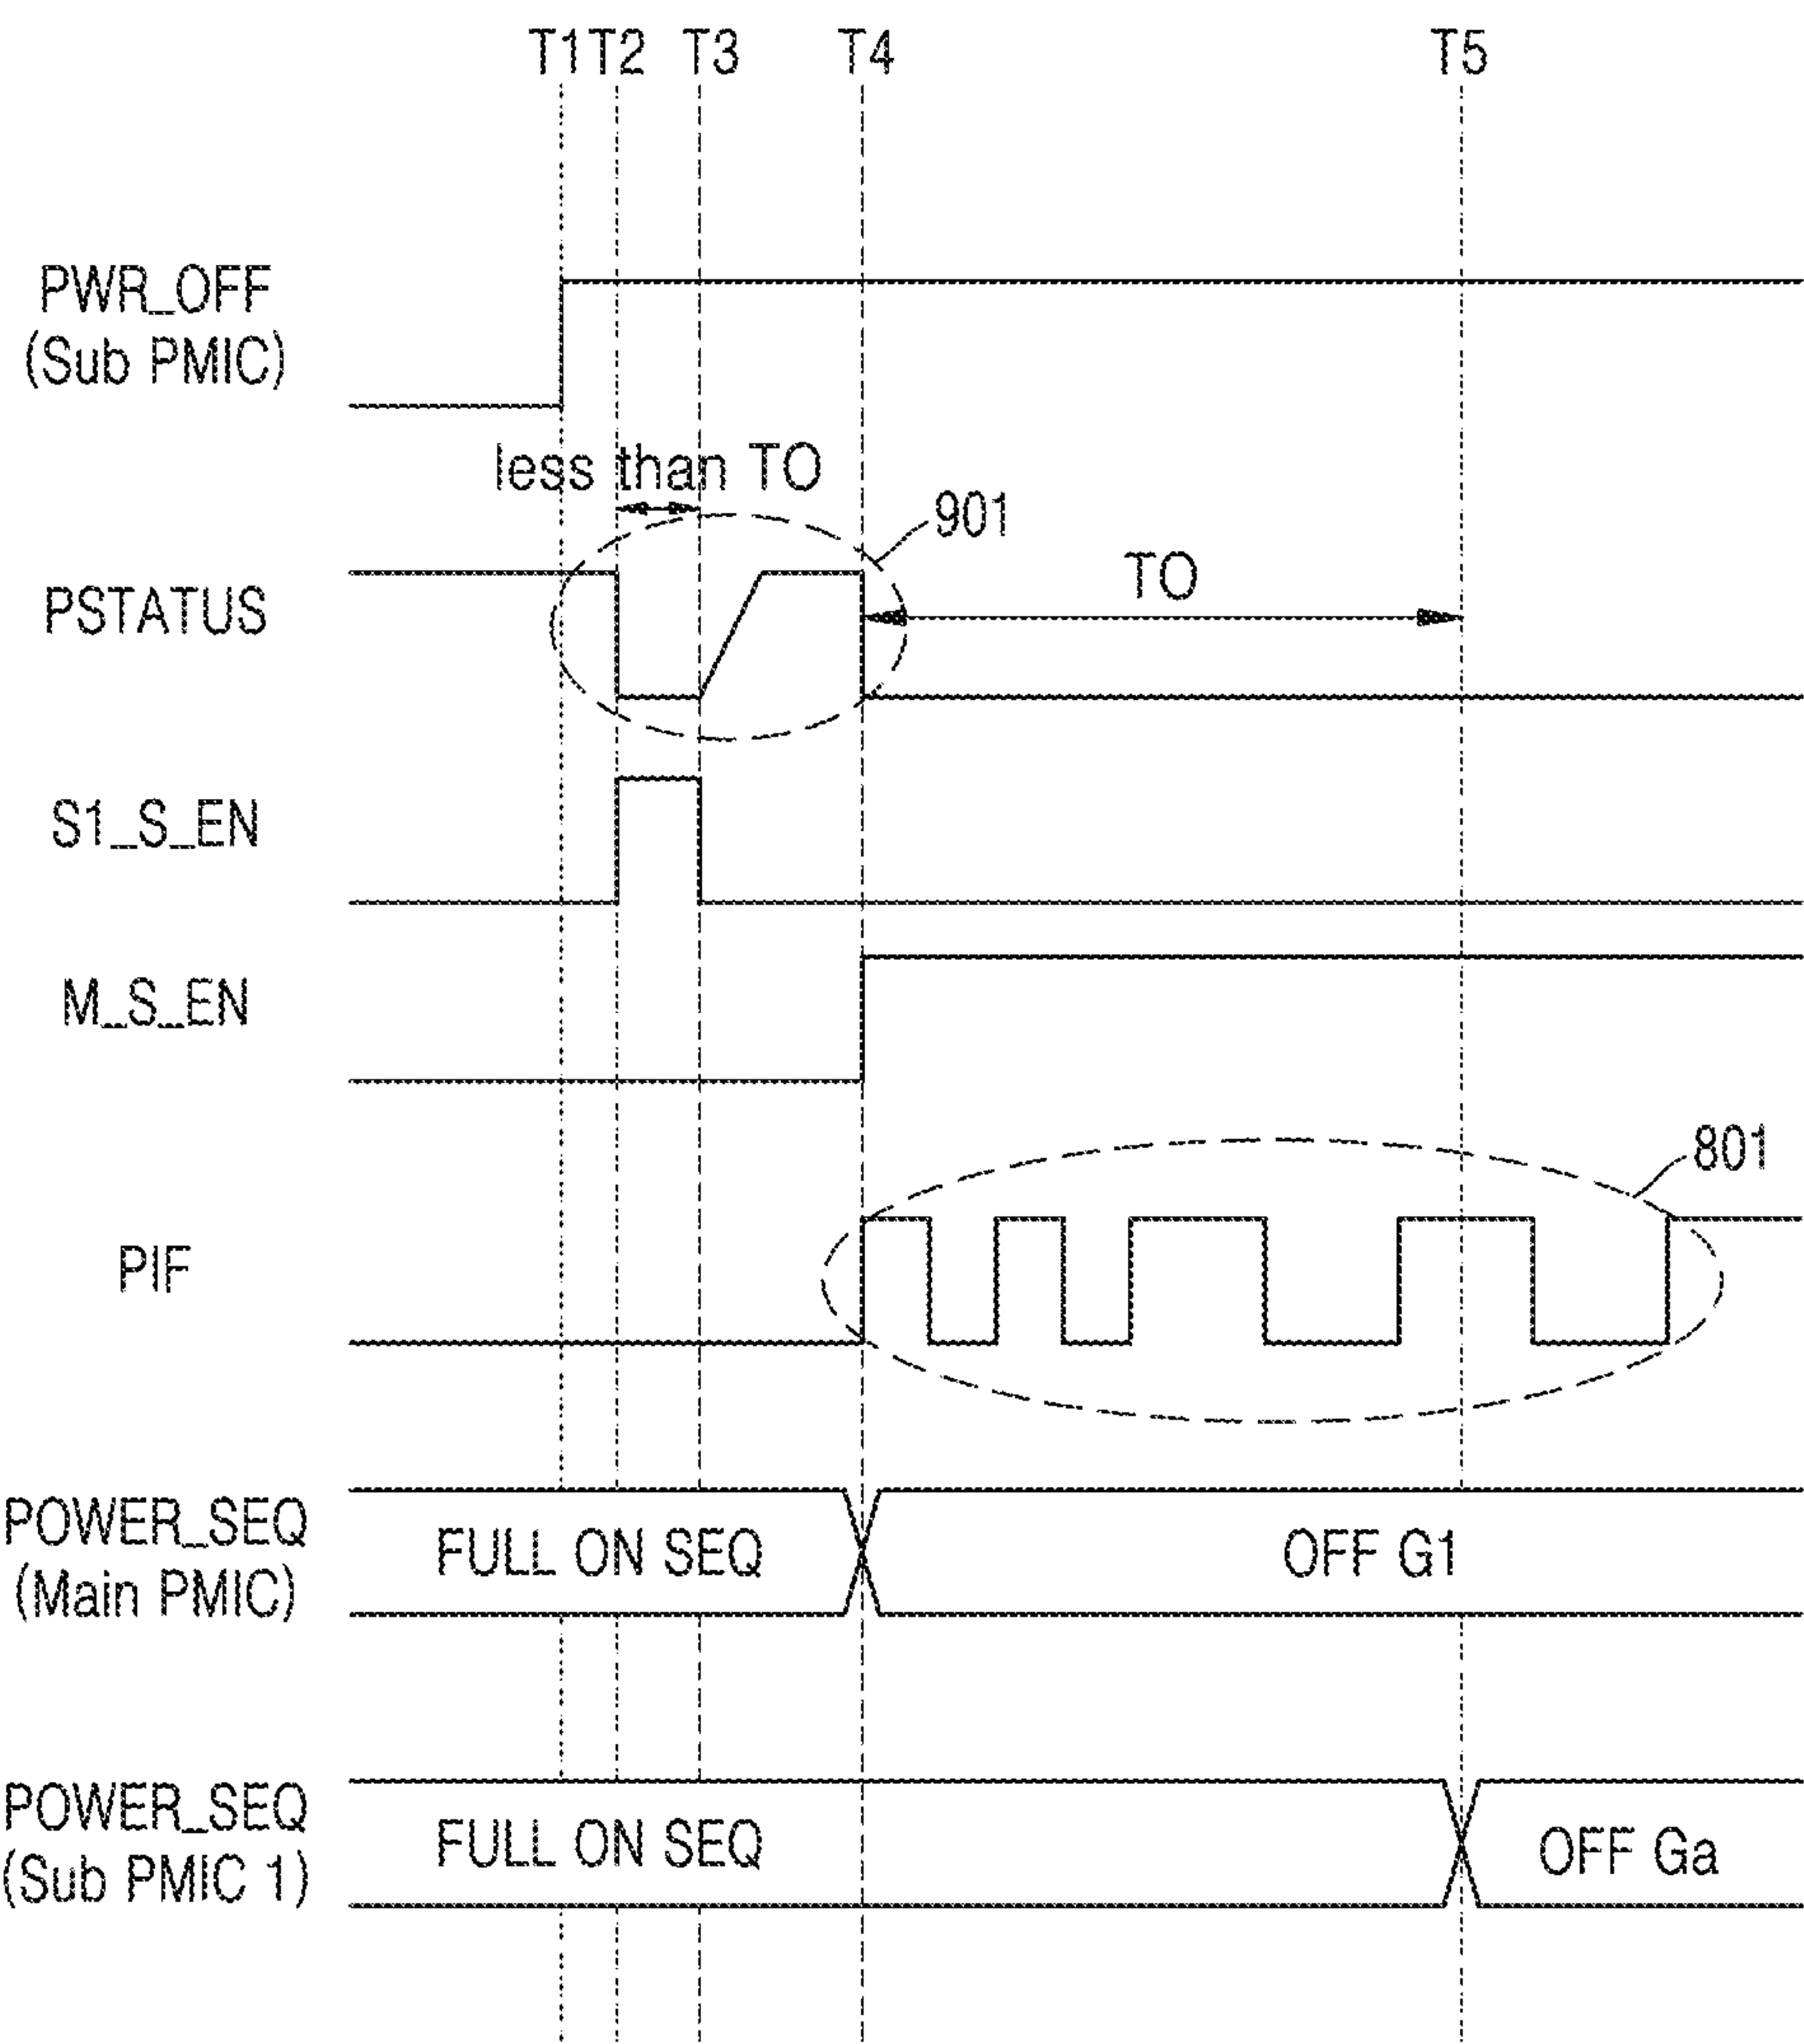 T1 T2 T3 T4 T5
PWR_OFF
(Sub PMIC)
less than TO
901
TO
PSTATUS
S1_S_EN
M_S_EN
801
PIF
POWER_SEQ
(Main PMIC)
FULL ON SEQ
OFF G1
POWER_SEQ
(Sub PMIC 1)
FULL ON SEQ
OFF Ga